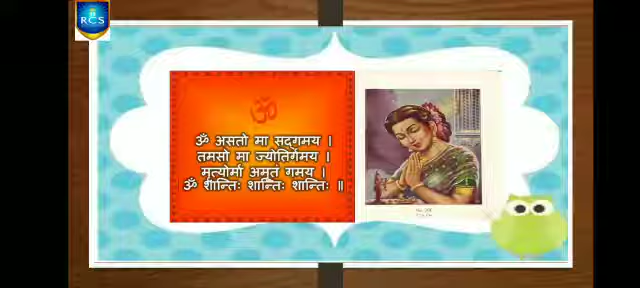 RCS
ॐ
ॐ असतो मा सद्गमय ।
तमसो मा ज्योतिर्गमय ।
मृत्योर्मा अमृतं गमय ।
ॐ शान्तिः शान्तिः शान्तिः ॥